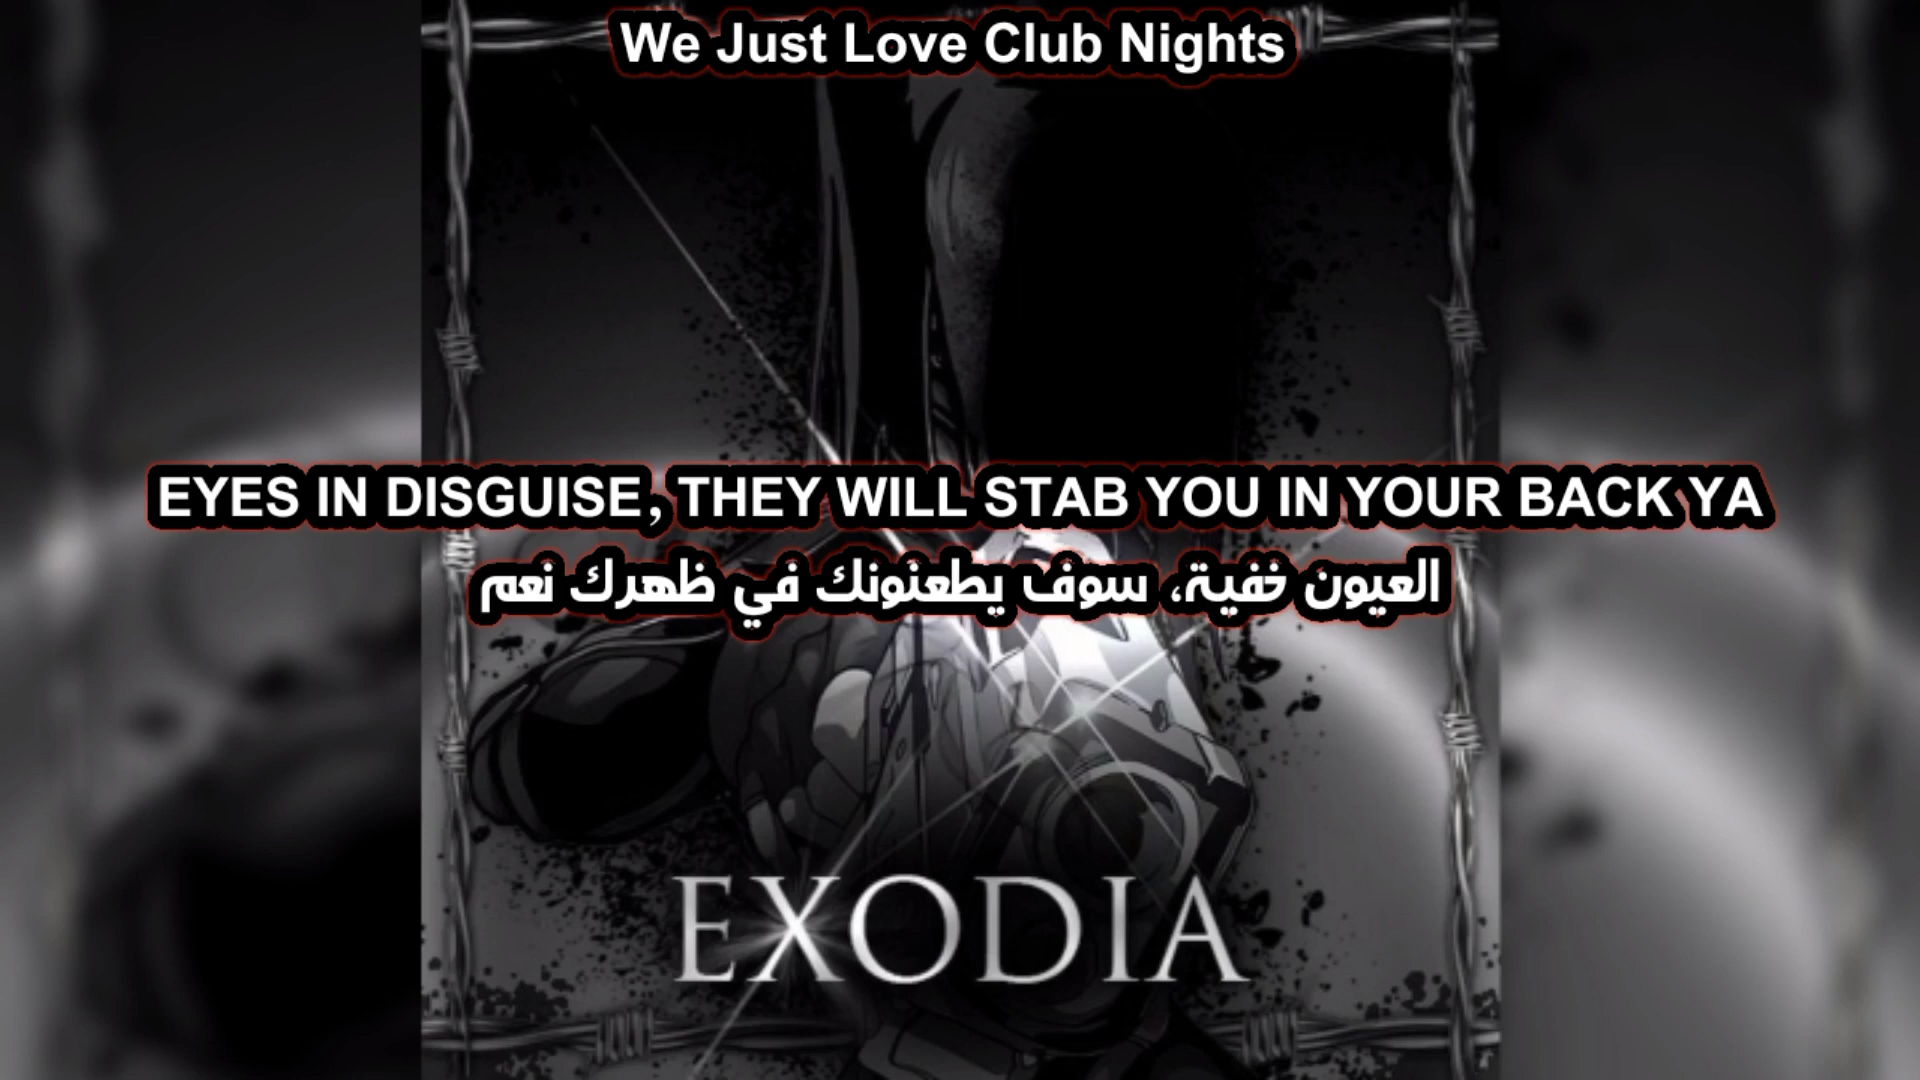 We Just Love Club Nights
EYES IN DISGUISE, THEY WILL STAB YOU IN YOUR BACK YA
العيون خفية، سوف يطعنونك في ظهرك نعم
EXODIA